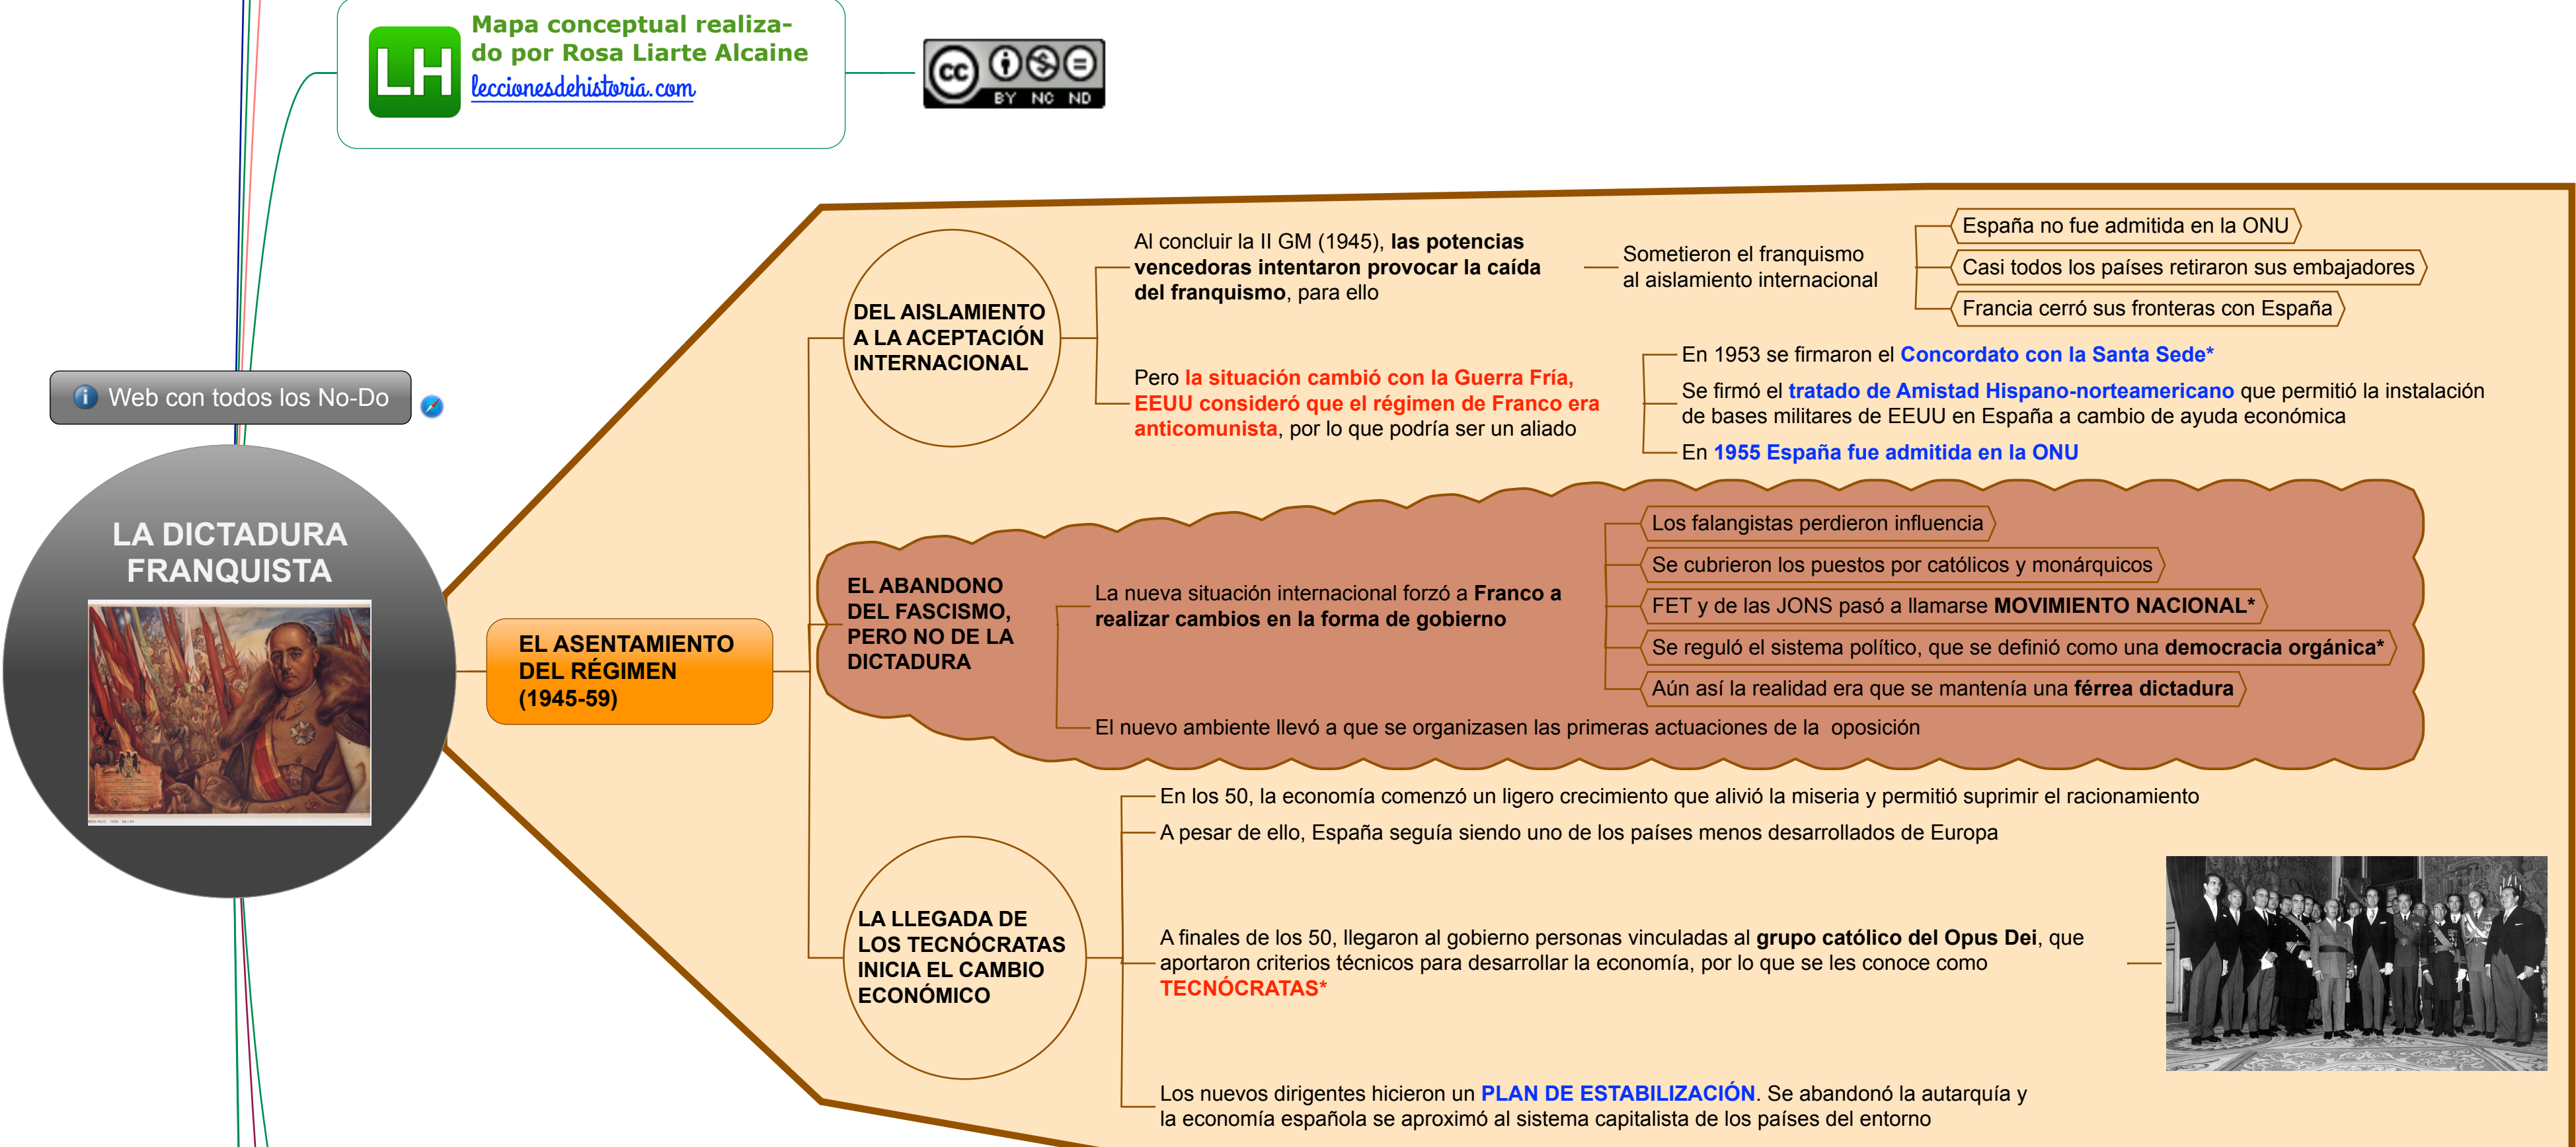 Mapa conceptual realiza-
do por Rosa Liarte Alcaine
leccionesdehistoria.com
LH
cc
BY NC ND
Web con todos los No-Do
LA DICTADURA
FRANQUISTA
EL ASENTAMIENTO
DEL RÉGIMEN
(1945-59)
DEL AISLAMIENTO
A LA ACEPTACIÓN
INTERNACIONAL
Al concluir la II GM (1945), las potencias
vencedoras intentaron provocar la caída
del franquismo, para ello
Sometieron el franquismo
al aislamiento internacional
España no fue admitida en la ONU
Casi todos los países retiraron sus embajadores
Francia cerró sus fronteras con España
Pero la situación cambió con la Guerra Fría,
EEUU consideró que el régimen de Franco era
anticomunista, por lo que podría ser un aliado
En 1953 se firmaron el Concordato con la Santa Sede*
Se firmó el tratado de Amistad Hispano-norteamericano que permitió la instalación
de bases militares de EEUU en España a cambio de ayuda económica
En 1955 España fue admitida en la ONU
EL ABANDONO
DEL FASCISMO,
PERO NO DE LA
DICTADURA
La nueva situación internacional forzó a Franco a
realizar cambios en la forma de gobierno
Los falangistas perdieron influencia
Se cubrieron los puestos por católicos y monárquicos
FET y de las JONS pasó a llamarse MOVIMIENTO NACIONAL*
Se reguló el sistema político, que se definió como una democracia orgánica*
Aún así la realidad era que se mantenía una férrea dictadura
El nuevo ambiente llevó a que se organizasen las primeras actuaciones de la oposición
LA LLEGADA DE
LOS TECNÓCRATAS
INICIA EL CAMBIO
ECONÓMICO
En los 50, la economía comenzó un ligero crecimiento que alivió la miseria y permitió suprimir el racionamiento
A pesar de ello, España seguía siendo uno de los países menos desarrollados de Europa
A finales de los 50, llegaron al gobierno personas vinculadas al grupo católico del Opus Dei, que
aportaron criterios técnicos para desarrollar la economía, por lo que se les conoce como
TECNÓCRATAS*
Los nuevos dirigentes hicieron un PLAN DE ESTABILIZACIÓN. Se abandonó la autarquía y
la economía española se aproximó al sistema capitalista de los países del entorno